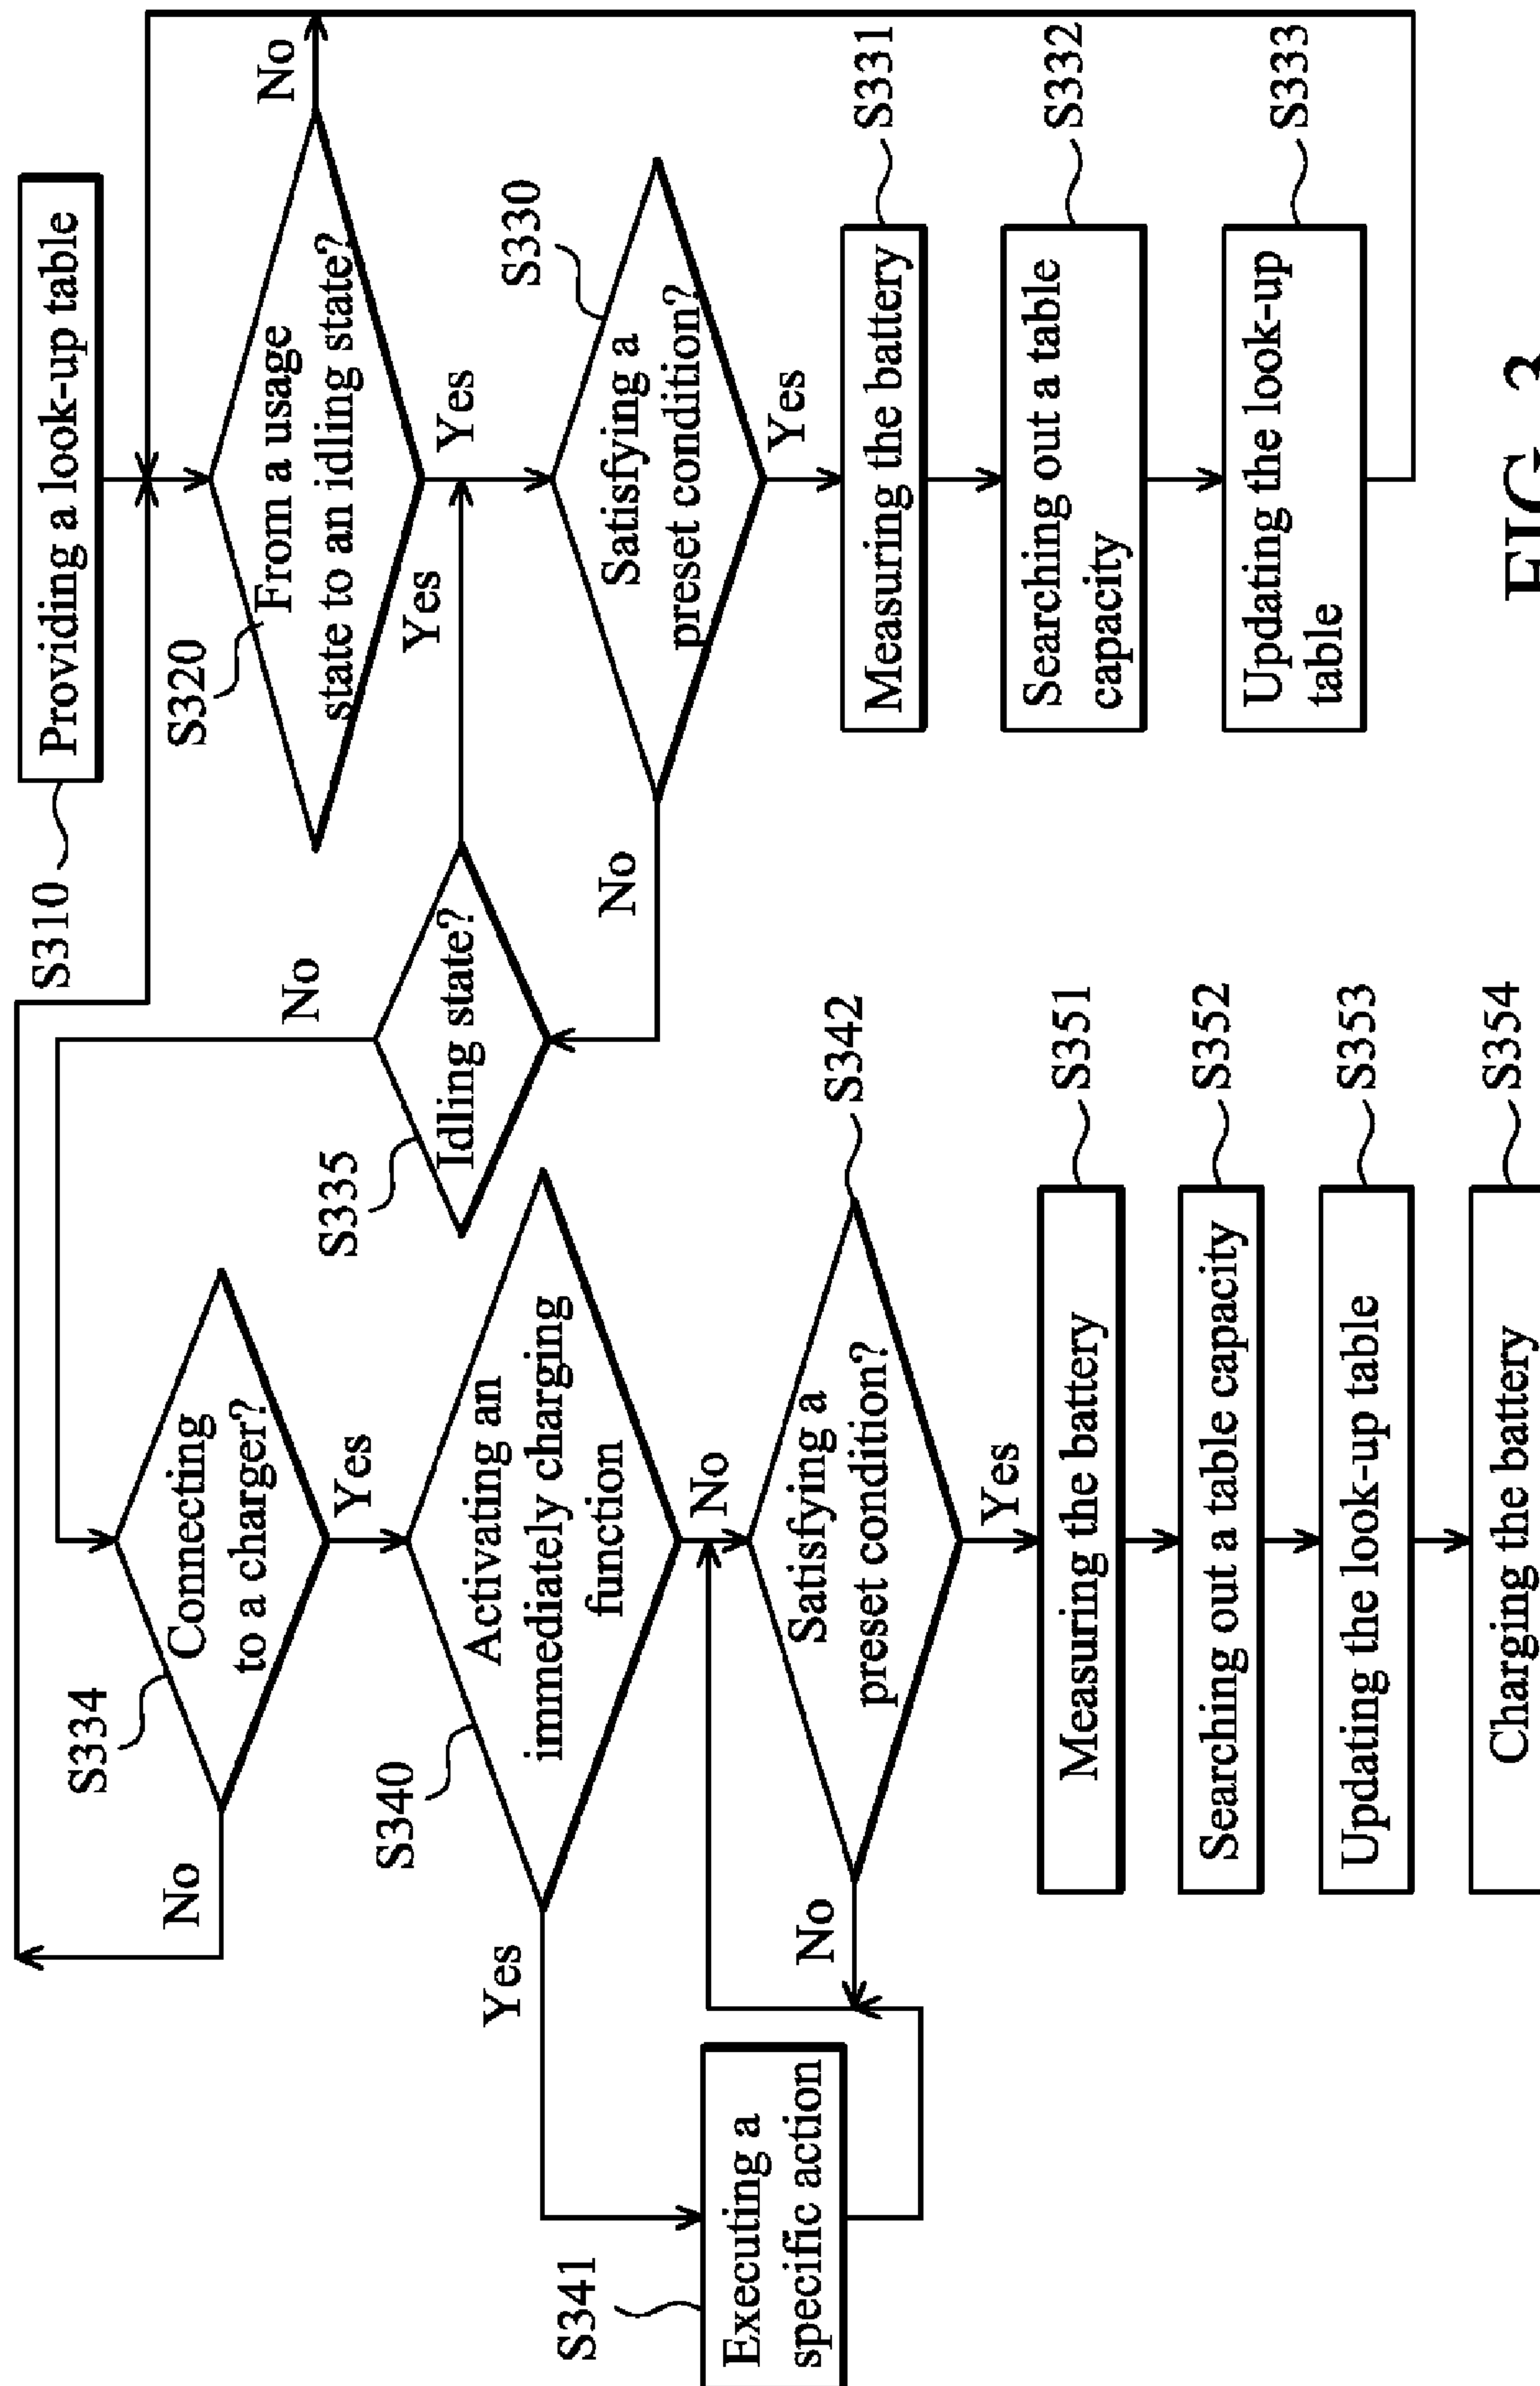 S310
Providing a look-up table
S320
From a usage
state to an idling state?
No
Yes
Yes
S330
Satisfying a
preset condition?
No
Yes
Measuring the battery
S331
Searching out a table
capacity
S332
Updating the look-up
table
S333
S335
Idling state?
No
S334
Connecting
to a charger?
No
Yes
S340
Activating an
immediately charging
function
Yes
No
S341
Executing a
specific action
S342
Satisfying a
preset condition?
No
Yes
Measuring the battery
S351
Searching out a table capacity
S352
Updating the look-up table
S353
Charging the battery
S354
FIG. 3